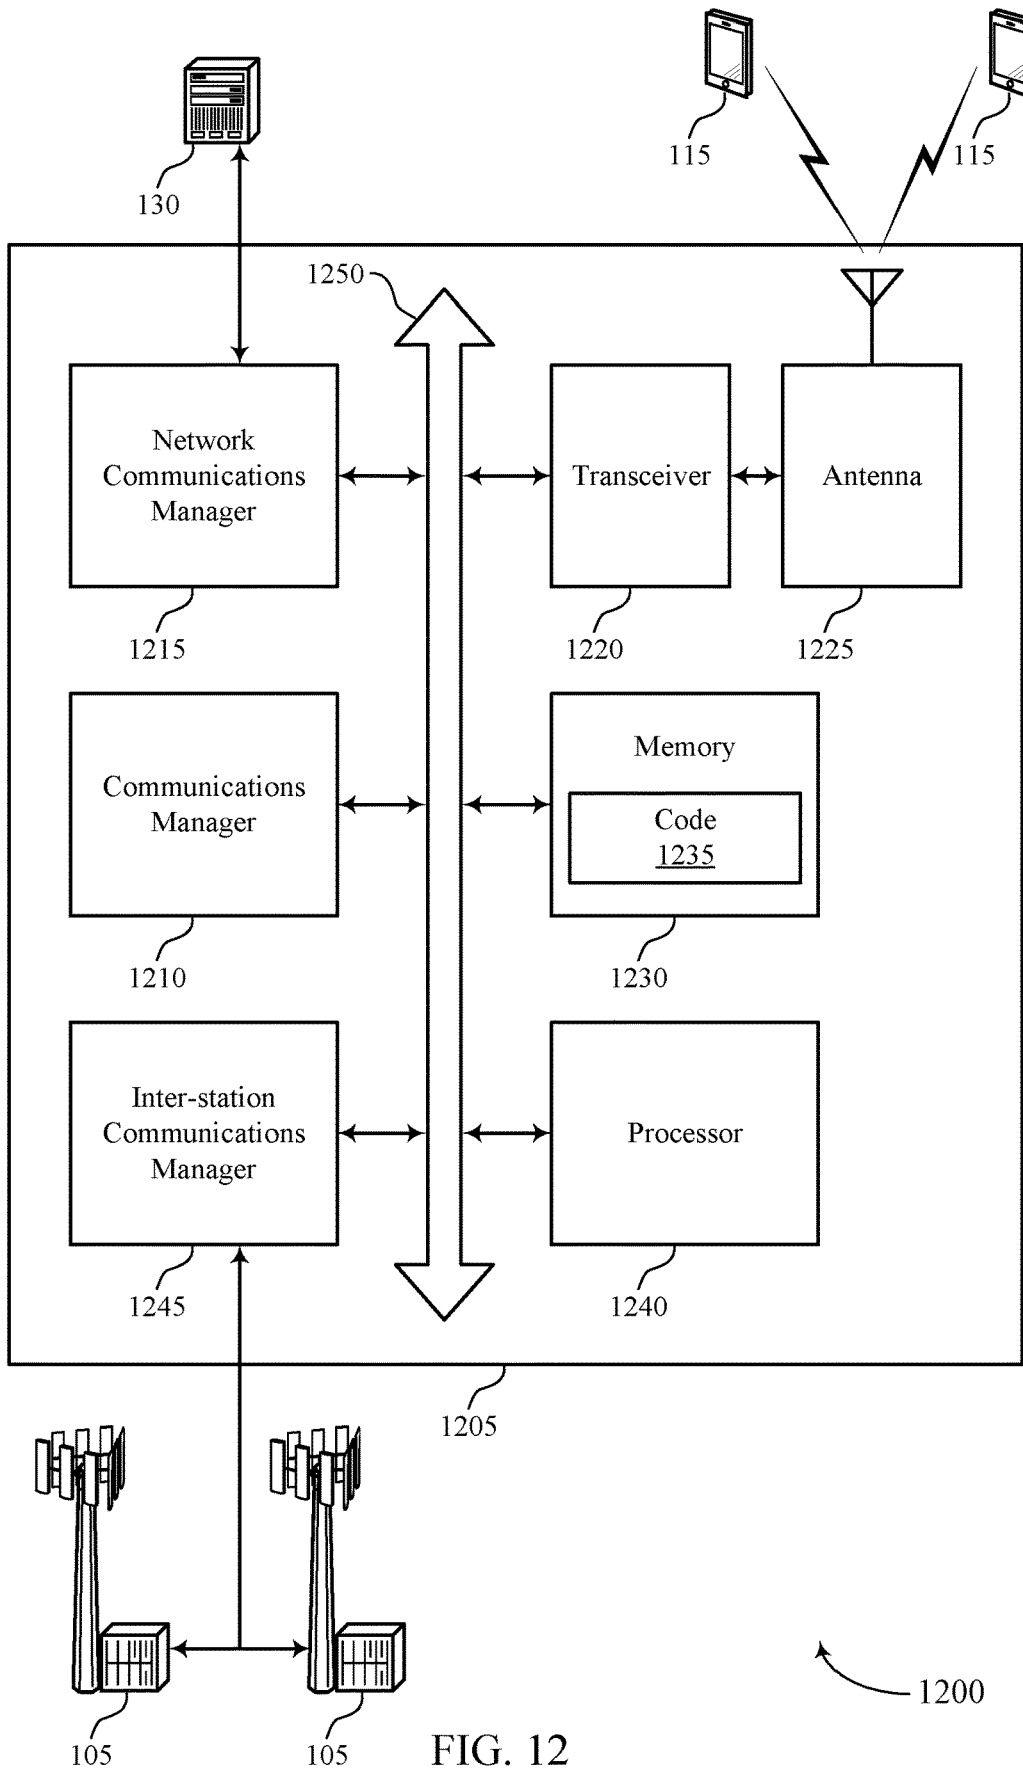 115
115
130
1250
Network
Communications
Manager
Transceiver
Antenna
1215
1220
1225
Communications
Manager
Memory
Code
1235
1210
1230
Inter-station
Communications
Manager
Processor
1245
1240
1205
1200
105
105
FIG. 12